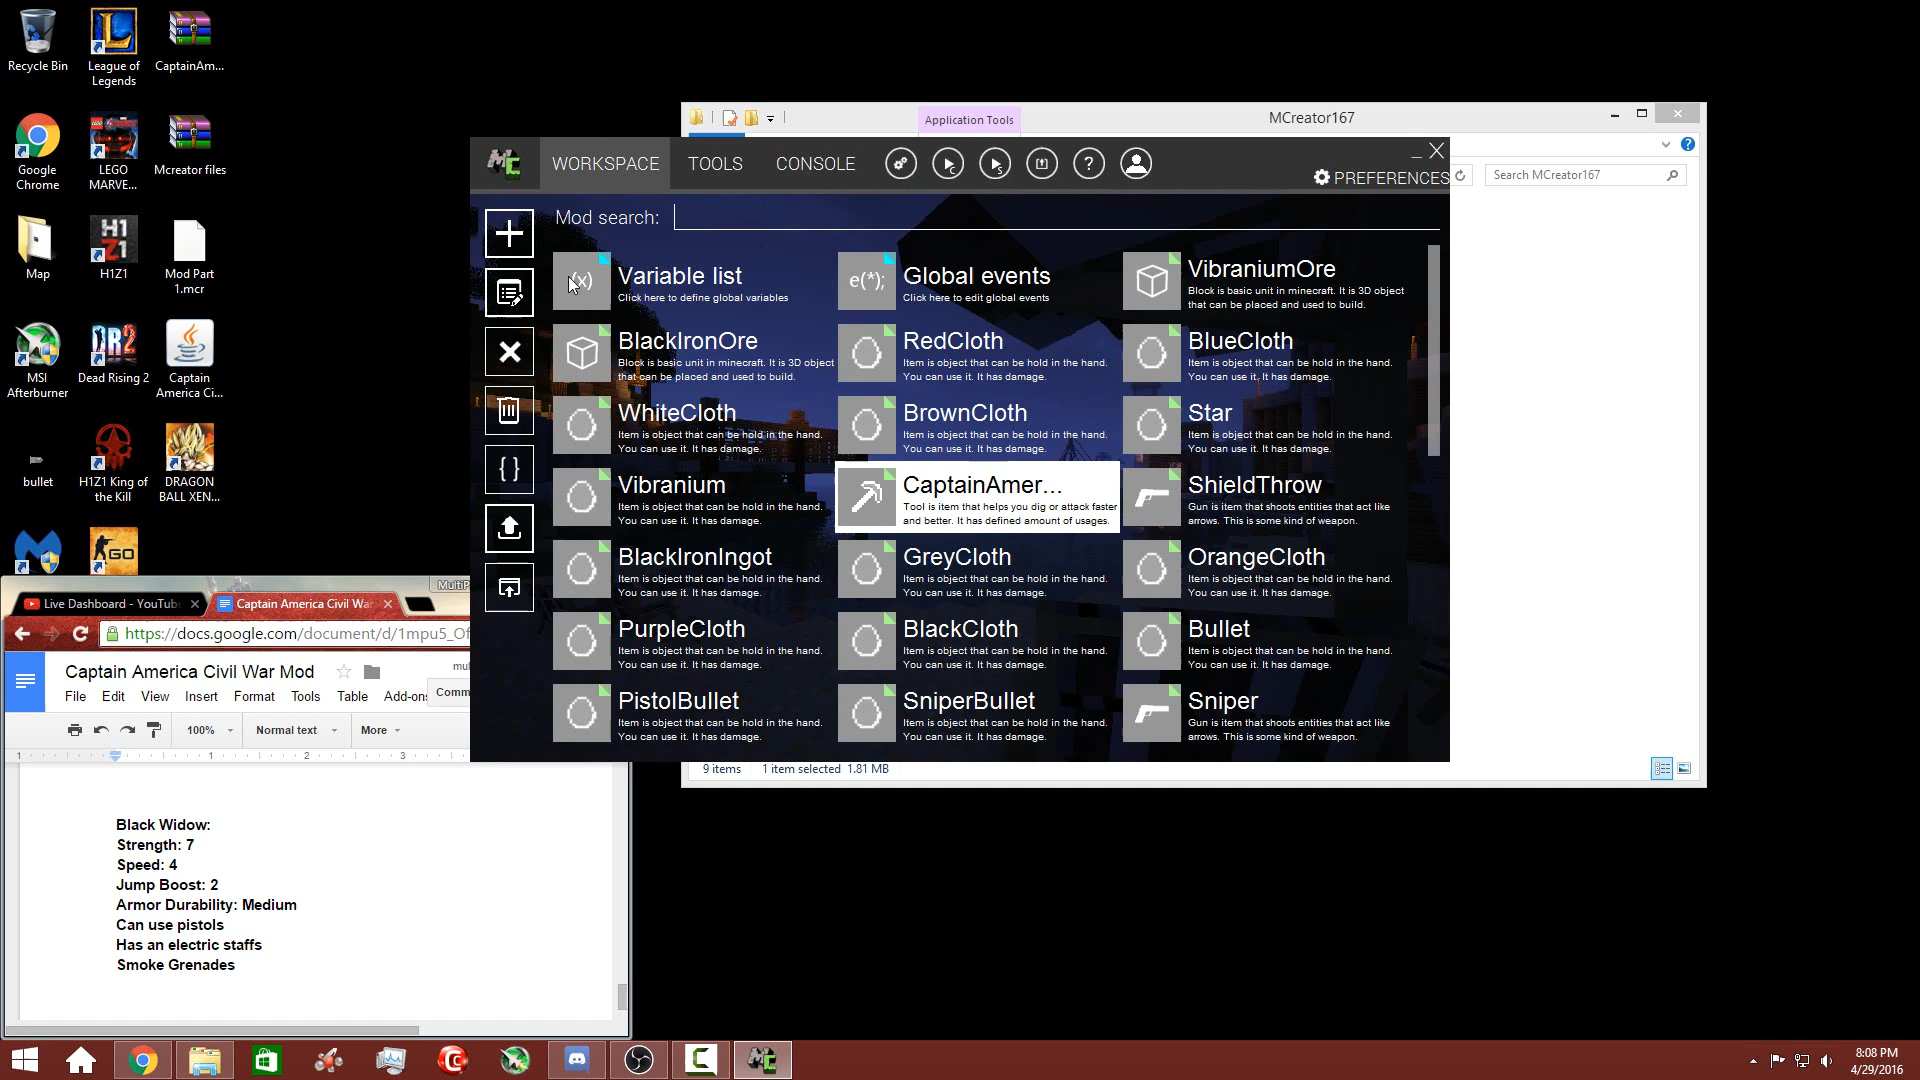 Recycle Bin
League of
Legends
CaptainAm...
Google
Chrome
LEGO
MARVE...
Mcreator files
Map
H1Z1
Mod Part
1.mcr
MSI
Afterburner
Dead Rising 2
Captain
America Ci...
bullet
H1Z1 King of
the Kill
DRAGON
BALL XEN...
Application Tools
MCreator167
Search MCreator167
WORKSPACE
TOOLS
CONSOLE
PREFERENCES
Mod search:
Variable list
Click here to define global variables
Global events
Click here to edit global events
VibraniumOre
Block is basic unit in minecraft. It is 3D object
that can be placed and used to build.
BlackIronOre
Block is basic unit in minecraft. It is 3D object
that can be placed and used to build.
RedCloth
Item is object that can be hold in the hand.
You can use it. It has damage.
BlueCloth
Item is object that can be hold in the hand.
You can use it. It has damage.
WhiteCloth
Item is object that can be hold in the hand.
You can use it. It has damage.
BrownCloth
Item is object that can be hold in the hand.
You can use it. It has damage.
Star
Item is object that can be hold in the hand.
You can use it. It has damage.
Vibranium
Item is object that can be hold in the hand.
You can use it. It has damage.
CaptainAmer...
Tool is item that helps you dig or attack faster
and better. It has defined amount of usages.
ShieldThrow
Gun is item that shoots entities that act like
arrows. This is some kind of weapon.
BlackIronIngot
Item is object that can be hold in the hand.
You can use it. It has damage.
GreyCloth
Item is object that can be hold in the hand.
You can use it. It has damage.
OrangeCloth
Item is object that can be hold in the hand.
You can use it. It has damage.
PurpleCloth
Item is object that can be hold in the hand.
You can use it. It has damage.
BlackCloth
Item is object that can be hold in the hand.
You can use it. It has damage.
Bullet
Item is object that can be hold in the hand.
You can use it. It has damage.
PistolBullet
Item is object that can be hold in the hand.
You can use it. It has damage.
SniperBullet
Item is object that can be hold in the hand.
You can use it. It has damage.
Sniper
Gun is item that shoots entities that act like
arrows. This is some kind of weapon.
9 items
1 item selected 1.81 MB
MultiP
Live Dashboard - YouTub
Captain America Civil War
https://docs.google.com/document/d/1mpu5_Of
Captain America Civil War Mod
mul
File Edit View Insert Format Tools Table Add-on
Comm
100%
Normal text
More
1 1 2 3
Black Widow:
Strength: 7
Speed: 4
Jump Boost: 2
Armor Durability: Medium
Can use pistols
Has an electric staffs
Smoke Grenades
8:08 PM
4/29/2016